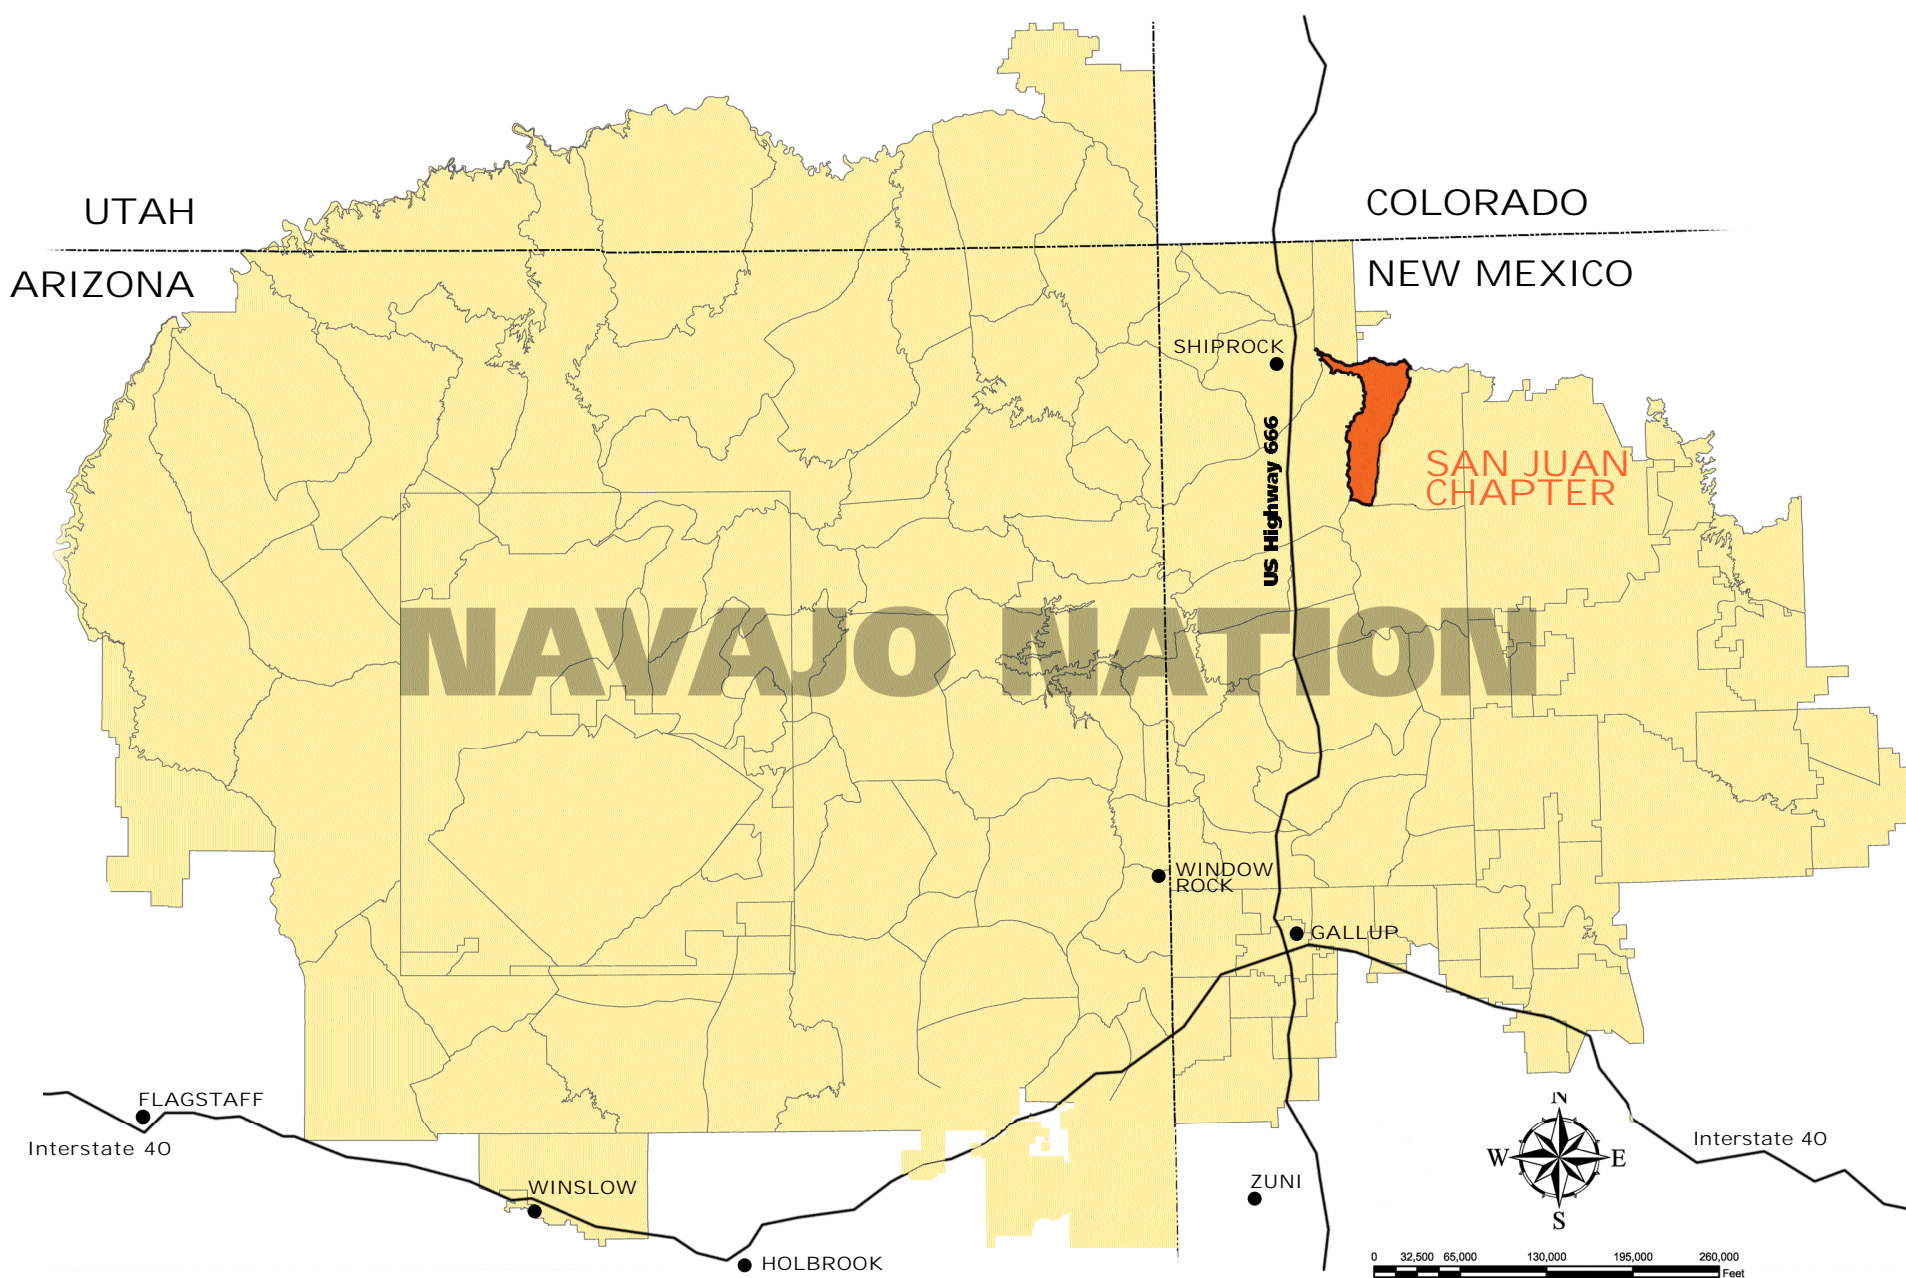 UTAH
COLORADO
ARIZONA
NEW MEXICO
SHIPROCK
US Highway 666
SAN JUAN
CHAPTER
NAVAJO NATION
WINDOW
ROCK
GALLUP
FLAGSTAFF
Interstate 40
WINSLOW
HOLBROOK
ZUNI
N
W
E
S
Interstate 40
0 32,500 65,000 130,000 195,000 260,000
Feet